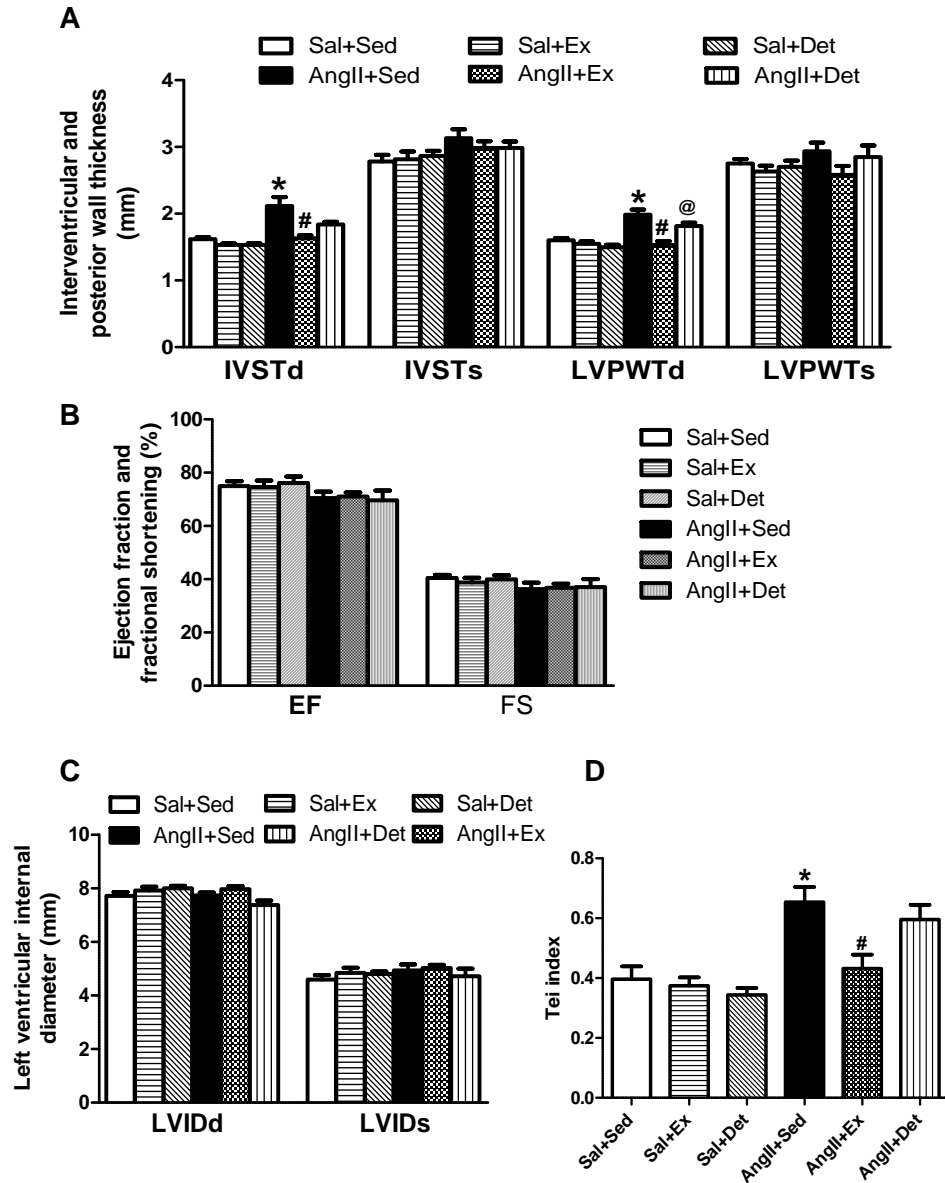 A
Sal+Sed Sal+Ex Sal+Det
AngII+Sed AngII+Ex AngII+Det
Interventricular and
posterior wall thickness
(mm)
4
3
2
1
0
* # * # @
IVSTd IVSTs LVPWTd LVPWTs
B
Ejection fraction and
fractional shortening (%)
100
80
60
40
20
0
EF FS
Sal+Sed
Sal+Ex
Sal+Det
AngII+Sed
AngII+Ex
AngII+Det
C
Sal+Sed Sal+Ex Sal+Det
AngII+Sed AngII+Det AngII+Ex
Left ventricular internal
diameter (mm)
10
8
6
4
2
0
LVIDd LVIDs
D
Tei index
0.8
0.6
0.4
0.2
0.0
* #
Sal+Sed Sal+Ex Sal+Det AngII+Sed AngII+Ex AngII+Det